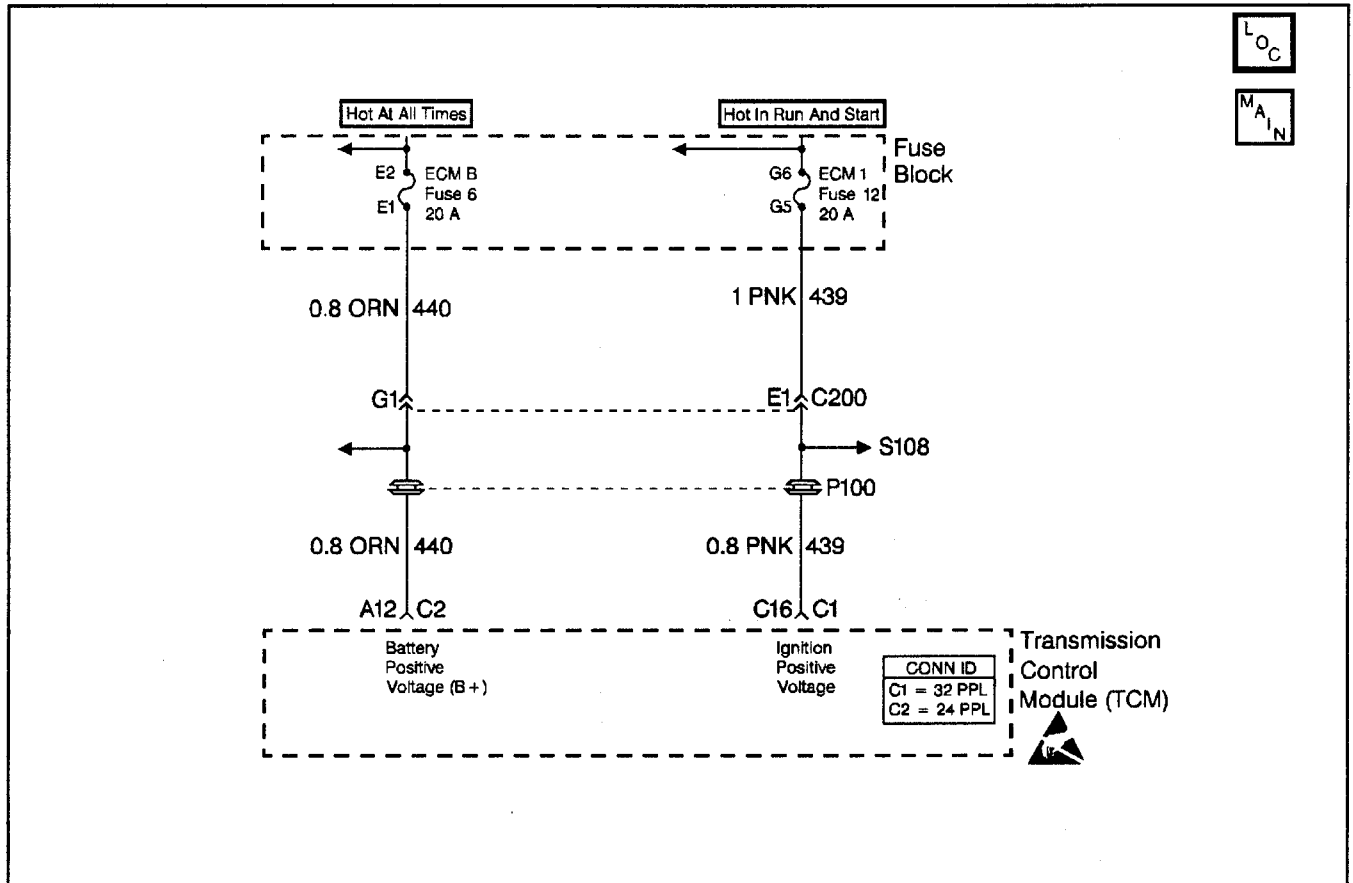 LOC
MAIN
Hot At All Times
Hot In Run And Start
Fuse
Block
E2
ECM B
Fuse 6
20 A
E1
G6
ECM 1
Fuse 12
20 A
G5
0.8 ORN 440
1 PNK 439
G1
E1 C200
S108
P100
0.8 ORN 440
0.8 PNK 439
A12 C2
C16 C1
Battery
Positive
Voltage (B+)
Ignition
Positive
Voltage
CONN ID
C1 = 32 PPL
C2 = 24 PPL
Transmission
Control
Module (TCM)